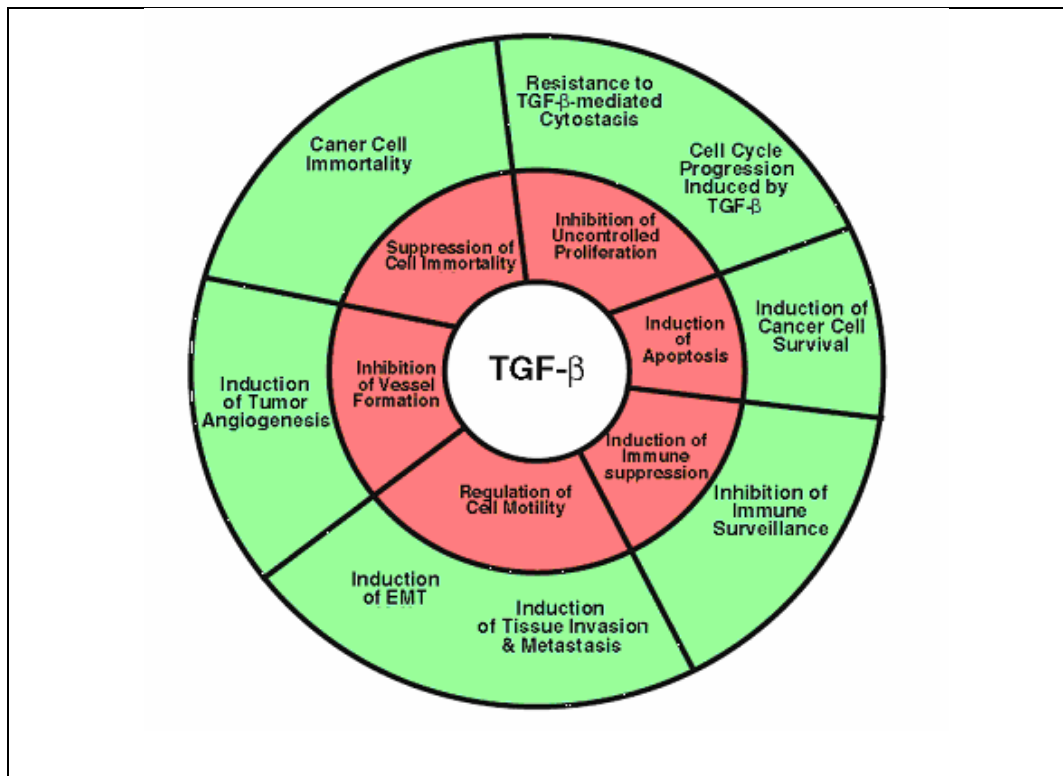 Resistance to
TGF-β-mediated
Cytostasis
Caner Cell
Immortality
Cell Cycle
Progression
Induced by
TGF-β
Inhibition of
Uncontrolled
Proliferation
Suppression of
Cell Immortality
Induction of
Cancer Cell
Survival
Induction
of
Apoptosis
TGF-β
Inhibition
of Vessel
Formation
Induction
of Tumor
Angiogenesis
Induction of
Immune
suppression
Regulation of
Cell Motility
Inhibition of
Immune
Surveillance
Induction
of EMT
Induction
of Tissue Invasion
& Metastasis